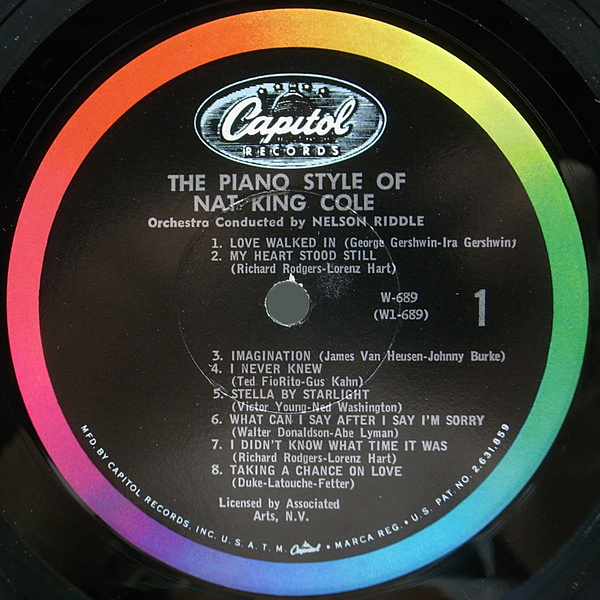 Capitol
RECORDS
THE PIANO STYLE OF
NAT KING COLE
Orchestra Conducted by NELSON RIDDLE
1. LOVE WALKED IN (George Gershwin-Ira Gershwin)
2. MY HEART STOOD STILL
(Richard Rodgers-Lorenz Hart)
W-689
(W1-689)
1
3. IMAGINATION (James Van Heusen-Johnny Burke)
4. I NEVER KNEW
(Ted FioRito-Gus Kahn)
5. STELLA BY STARLIGHT
(Victor Young-Ned Washington)
6. WHAT CAN I SAY AFTER I SAY I'M SORRY
(Walter Donaldson-Abe Lyman)
7. I DIDN'T KNOW WHAT TIME IT WAS
(Richard Rodgers-Lorenz Hart)
8. TAKING A CHANCE ON LOVE
(Duke-Latouche-Fetter)
Licensed by Associated
Arts, N.V.
MFD. BY CAPITOL RECORDS, INC. U.S.A. T.M. Capitol • MARCA REG. • U.S. PAT. NO. 2,631,859